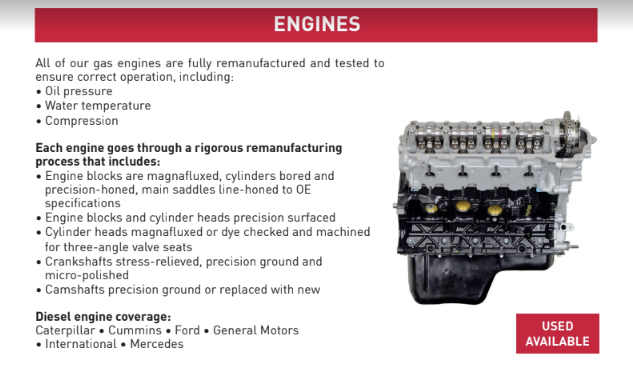 ENGINES
All of our gas engines are fully remanufactured and tested to
ensure correct operation, including:
• Oil pressure
• Water temperature
• Compression
Each engine goes through a rigorous remanufacturing
process that includes:
• Engine blocks are magnafluxed, cylinders bored and
precision-honed, main saddles line-honed to OE
specifications
• Engine blocks and cylinder heads precision surfaced
• Cylinder heads magnafluxed or dye checked and machined
for three-angle valve seats
• Crankshafts stress-relieved, precision ground and
micro-polished
• Camshafts precision ground or replaced with new
Diesel engine coverage:
Caterpillar • Cummins • Ford • General Motors
• International • Mercedes
USED
AVAILABLE